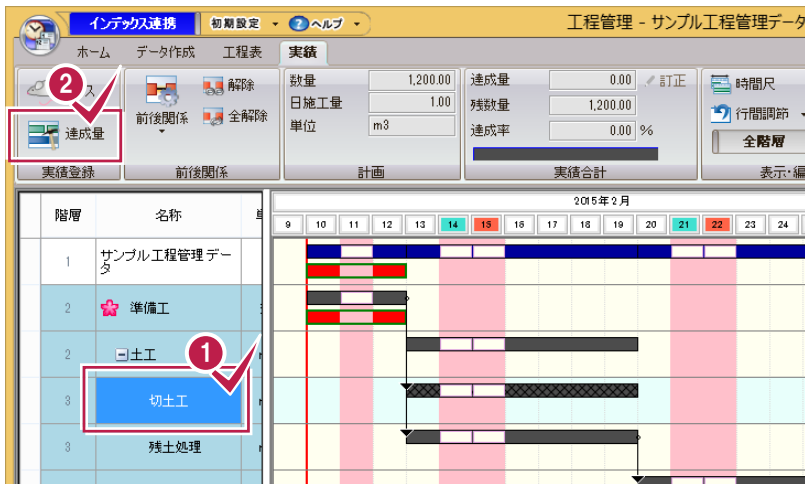 インデックス連携 初期設定 ヘルプ 工程管理 - サンプル工程管理データ
ホーム データ作成 工程表 実績
2 ス 前後関係 解除 全解除
達成量
数量 1,200.00
日施工量 1.00
単位 m3
達成量 0.00 訂正
残数量 1,200.00
達成率 0.00 %
時間尺
行間調節
全階層
実績登録 前後関係 計画 実績合計 表示・編
階層 名称
2015年2月
9 10 11 12 13 14 15 16 17 18 19 20 21 22 23 24
1 サンプル工程管理データ
2 準備工
2 土工 1
3 切土工
3 残土処理